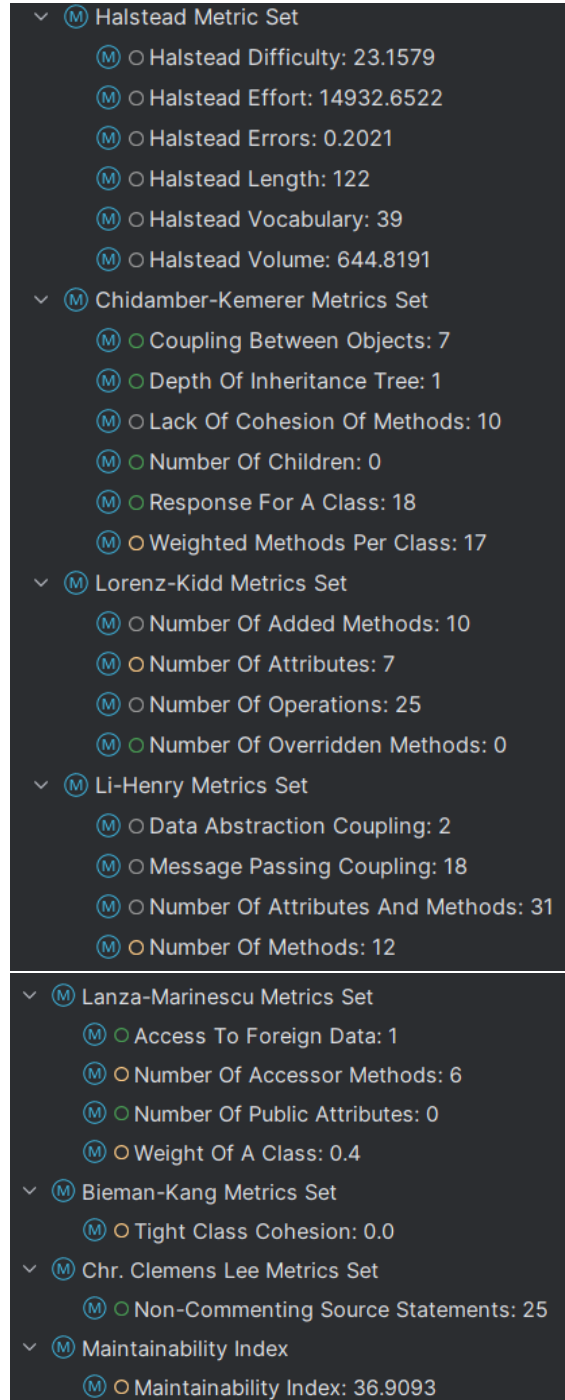 Halstead Metric Set
Halstead Difficulty: 23.1579
Halstead Effort: 14932.6522
Halstead Errors: 0.2021
Halstead Length: 122
Halstead Vocabulary: 39
Halstead Volume: 644.8191
Chidamber-Kemerer Metrics Set
Coupling Between Objects: 7
Depth Of Inheritance Tree: 1
Lack Of Cohesion Of Methods: 10
Number Of Children: 0
Response For A Class: 18
Weighted Methods Per Class: 17
Lorenz-Kidd Metrics Set
Number Of Added Methods: 10
Number Of Attributes: 7
Number Of Operations: 25
Number Of Overridden Methods: 0
Li-Henry Metrics Set
Data Abstraction Coupling: 2
Message Passing Coupling: 18
Number Of Attributes And Methods: 31
Number Of Methods: 12
Lanza-Marinescu Metrics Set
Access To Foreign Data: 1
Number Of Accessor Methods: 6
Number Of Public Attributes: 0
Weight Of A Class: 0.4
Bieman-Kang Metrics Set
Tight Class Cohesion: 0.0
Chr. Clemens Lee Metrics Set
Non-Commenting Source Statements: 25
Maintainability Index
Maintainability Index: 36.9093